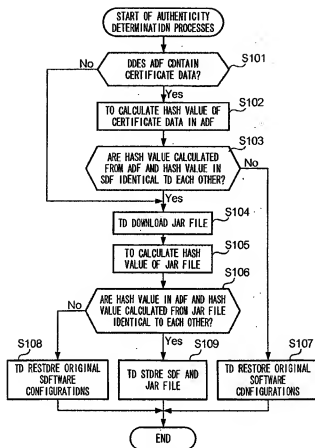 START OF AUTHENTICITY
DETERMINATION PROCESSES
DOES ADF CONTAIN
CERTIFICATE DATA?
No
S101
Yes
S102
TO CALCULATE HASH VALUE OF
CERTIFICATE DATA IN ADF
S103
ARE HASH VALUE CALCULATED
FROM ADF AND HASH VALUE IN
SDF IDENTICAL TO EACH OTHER?
No
Yes
S104
TO DOWNLOAD JAR FILE
S105
TO CALCULATE HASH
VALUE OF JAR FILE
S106
ARE HASH VALUE IN ADF AND HASH
VALUE CALCULATED FROM JAR FILE
IDENTICAL TO EACH OTHER?
No
Yes
S108
S109
S107
TO RESTORE ORIGINAL
SOFTWARE
CONFIGURATIONS
TO STORE SDF AND
JAR FILE
TO RESTORE ORIGINAL
SOFTWARE
CONFIGURATIONS
END